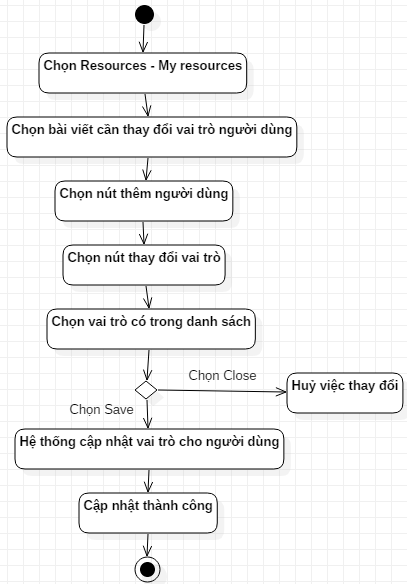 Chọn Resources - My resources
Chọn bài viết cần thay đổi vai trò người dùng
Chọn nút thêm người dùng
Chọn nút thay đổi vai trò
Chọn vai trò có trong danh sách
Chọn Close
Huỷ việc thay đổi
Chọn Save
Hệ thống cập nhật vai trò cho người dùng
Cập nhật thành công